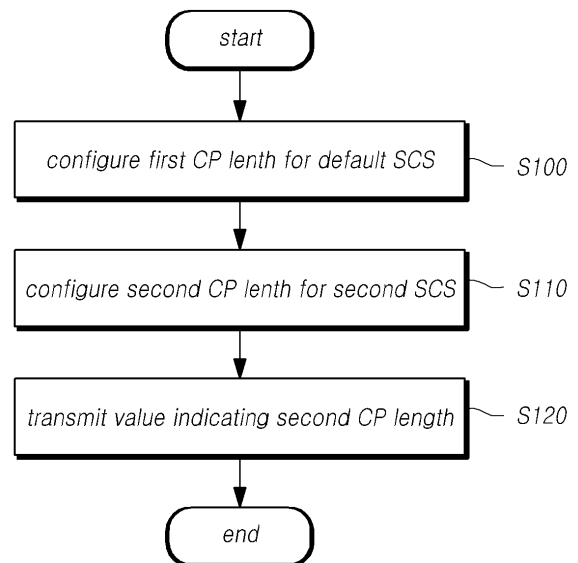 start
configure first CP lenth for default SCS
S100
configure second CP lenth for second SCS
S110
transmit value indicating second CP length
S120
end